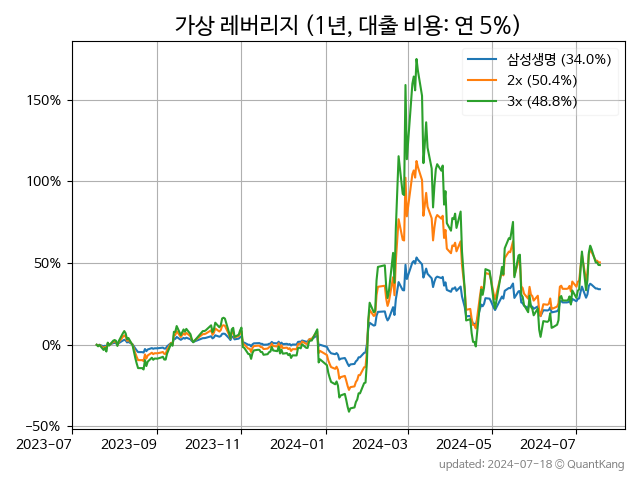 가상 레버리지 (1년, 대출 비용: 연 5%)
삼성생명 (34.0%)
2x (50.4%)
3x (48.8%)
150%
100%
50%
0%
−50%
2023-07 2023-09 2023-11 2024-01 2024-03 2024-05 2024-07
updated: 2024-07-18 © QuantKang